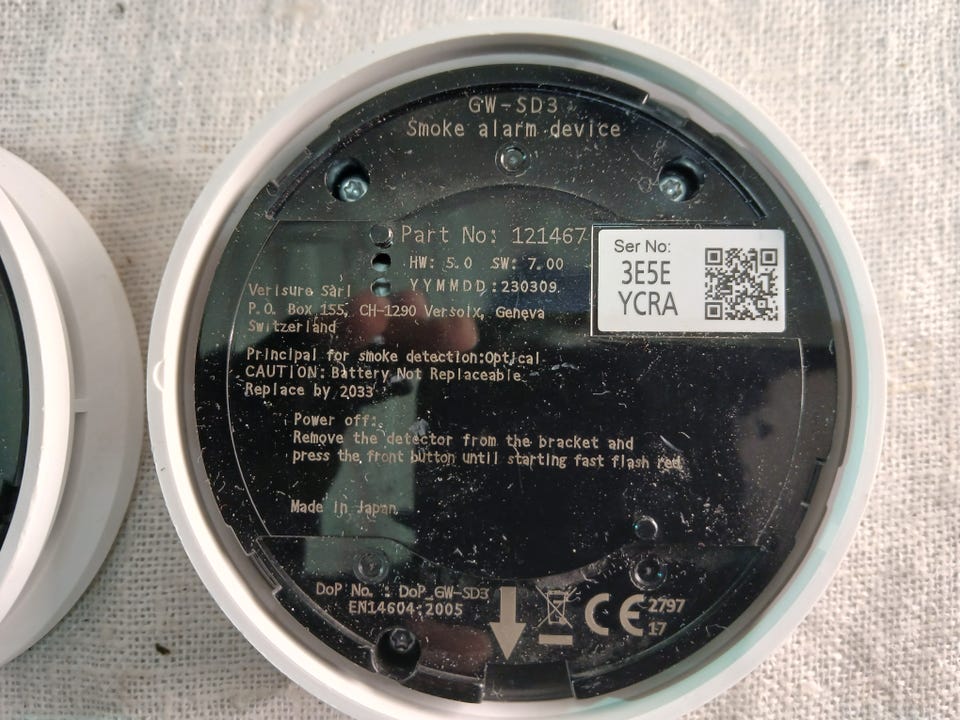 GW-SD3
Smoke alarm device
Part No: 121467
HW: 5.0 SW: 7.00
YYMMDD:230309
Ser No:
3E5E
YCRA
Verisure Sàrl
P.O. Box 155, CH-1290 Versoix, Geneva
Switzerland
Principal for smoke detection:Optical
CAUTION: Battery Not Replaceable
Replace by 2033
Power off:
Remove the detector from the bracket and
press the front button until starting fast flash red
Made in Japan
DoP No. : DoP_GW-SD3
EN14604:2005
CE 2797
17